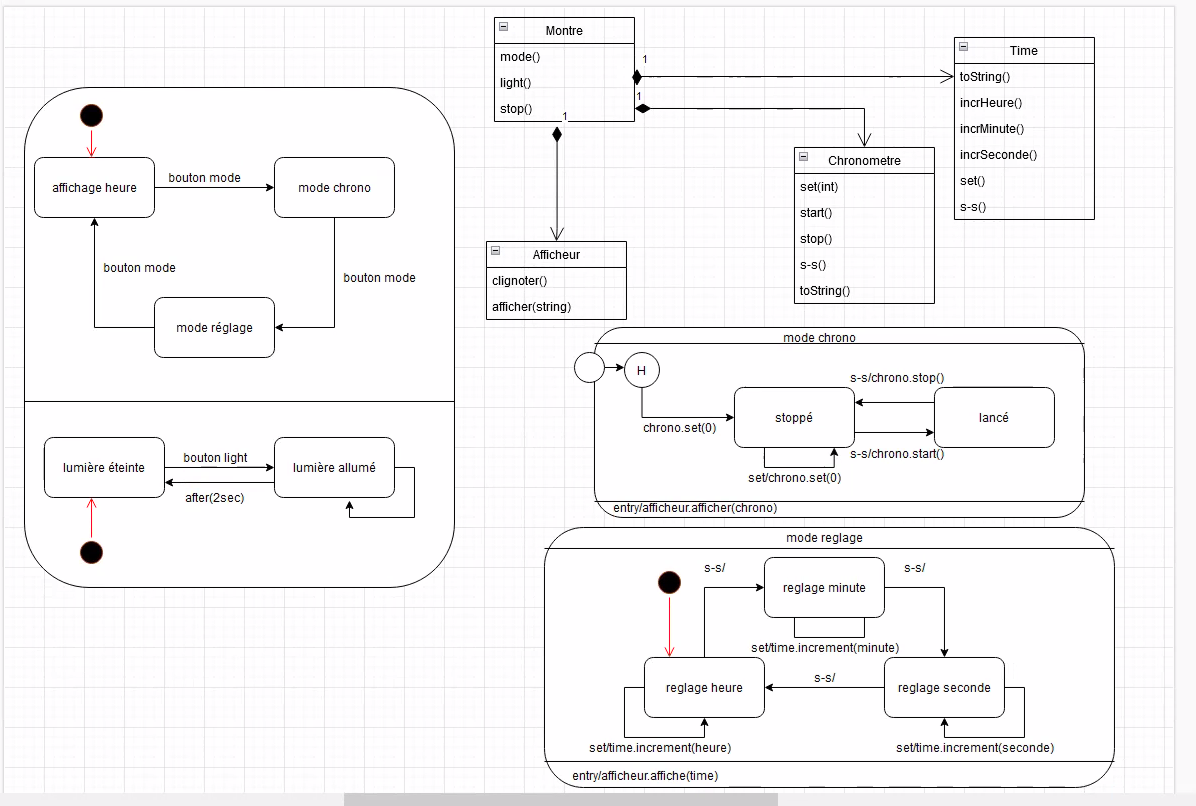 Montre
mode()
light()
stop()
1
1
1
Time
toString()
incrHeure()
incrMinute()
incrSeconde()
set()
s-s()
Chronometre
set(int)
start()
stop()
s-s()
toString()
Afficheur
clignoter()
afficher(string)
affichage heure
bouton mode
mode chrono
bouton mode
bouton mode
mode réglage
lumière éteinte
bouton light
lumière allumé
after(2sec)
mode chrono
H
chrono.set(0)
stoppé
s-s/chrono.stop()
lancé
s-s/chrono.start()
set/chrono.set(0)
entry/afficheur.afficher(chrono)
mode reglage
s-s/
reglage minute
s-s/
set/time.increment(minute)
reglage heure
s-s/
reglage seconde
set/time.increment(heure)
set/time.increment(seconde)
entry/afficheur.affiche(time)